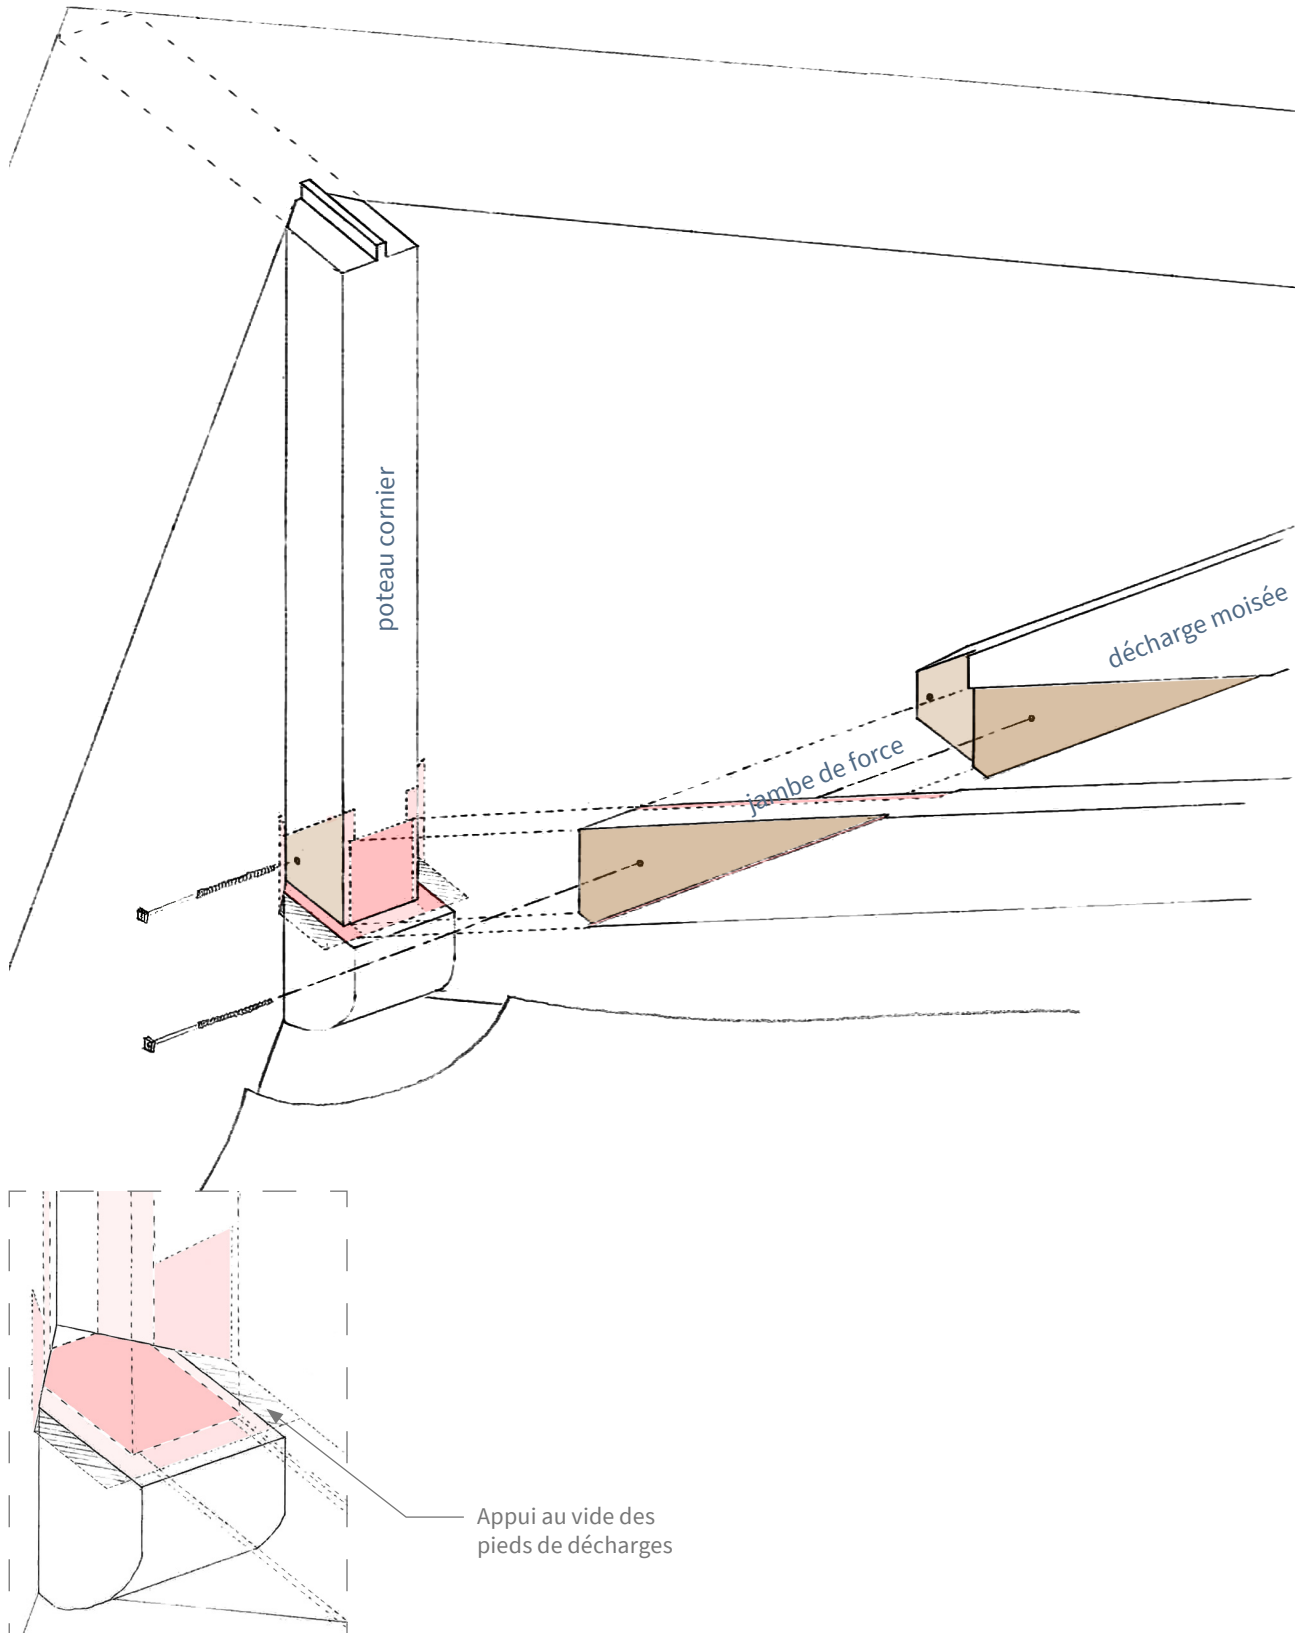 poteau cornier
décharge moisée
jambe de force
Appui au vide des
pieds de décharges